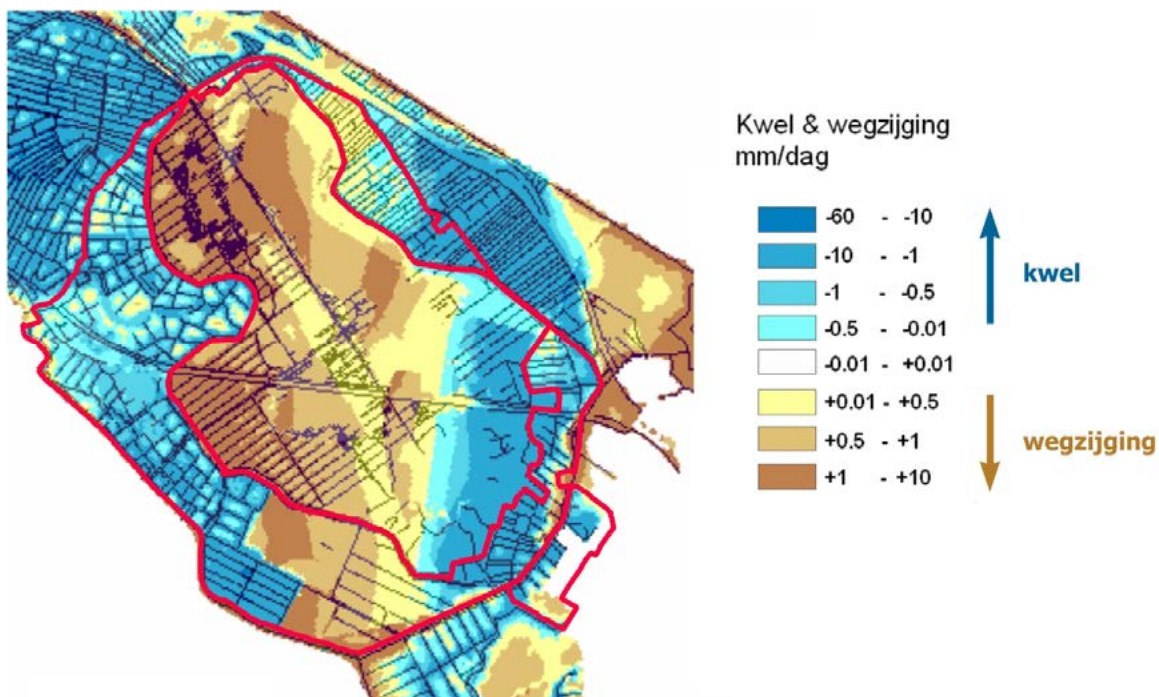 Kwel & wegzijging
mm/dag
-60 - -10
-10 - -1
-1 - -0.5
-0.5 - -0.01
-0.01 - +0.01
+0.01 - +0.5
+0.5 - +1
+1 - +10
kwel
wegzijging